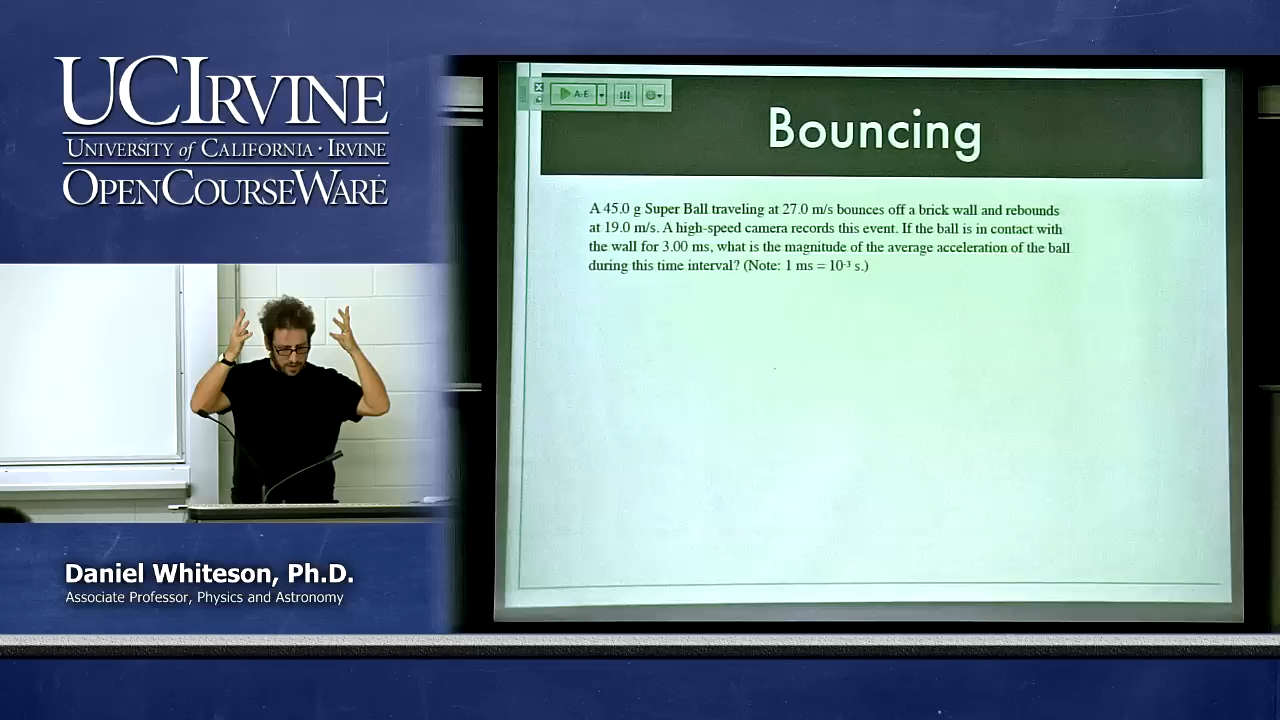 UCIRVINE
UNIVERSITY of CALIFORNIA · IRVINE
OPENCOURSEWARE
Daniel Whiteson, Ph.D.
Associate Professor, Physics and Astronomy
A-E
Bouncing
A 45.0 g Super Ball traveling at 27.0 m/s bounces off a brick wall and rebounds
at 19.0 m/s. A high-speed camera records this event. If the ball is in contact with
the wall for 3.00 ms, what is the magnitude of the average acceleration of the ball
during this time interval? (Note: 1 ms = 10⁻³ s.)